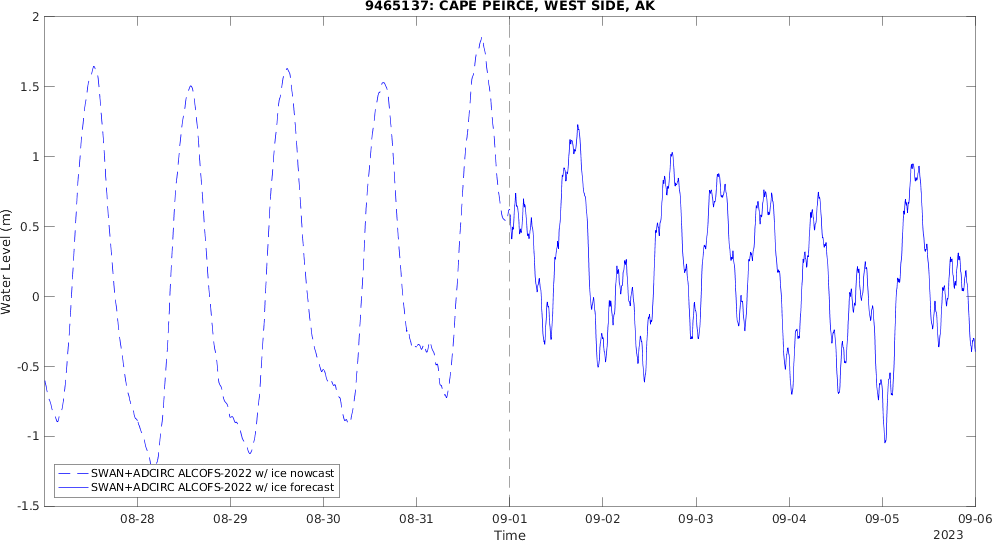 9465137: CAPE PEIRCE, WEST SIDE, AK
2
1.5
1
0.5
0
-0.5
-1
-1.5
Water Level (m)
SWAN+ADCIRC ALCOFS-2022 w/ ice nowcast
SWAN+ADCIRC ALCOFS-2022 w/ ice forecast
08-28 08-29 08-30 08-31 09-01 09-02 09-03 09-04 09-05 09-06
Time
2023